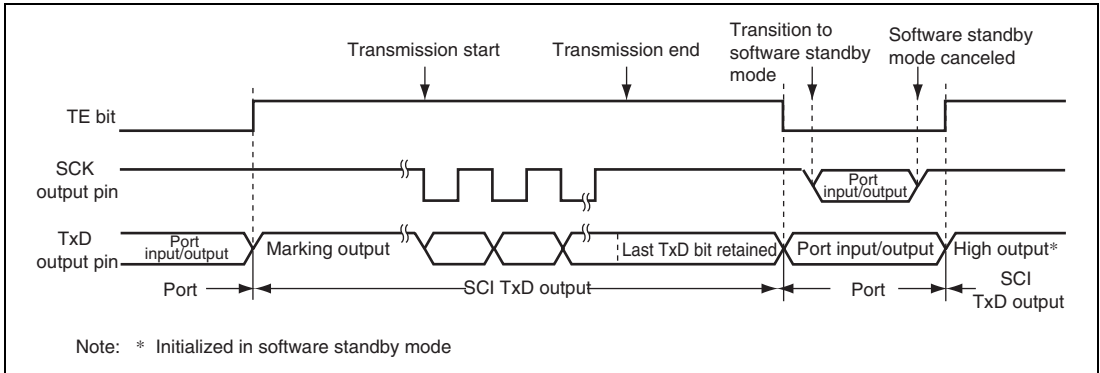 Transmission start
Transmission end
Transition to
software standby
mode
Software standby
mode canceled
TE bit
SCK
output pin
Port
input/output
TxD
output pin
Port
input/output
Marking output
Last TxD bit retained
Port input/output
High output*
Port
SCI TxD output
Port
SCI
TxD output
Note: * Initialized in software standby mode